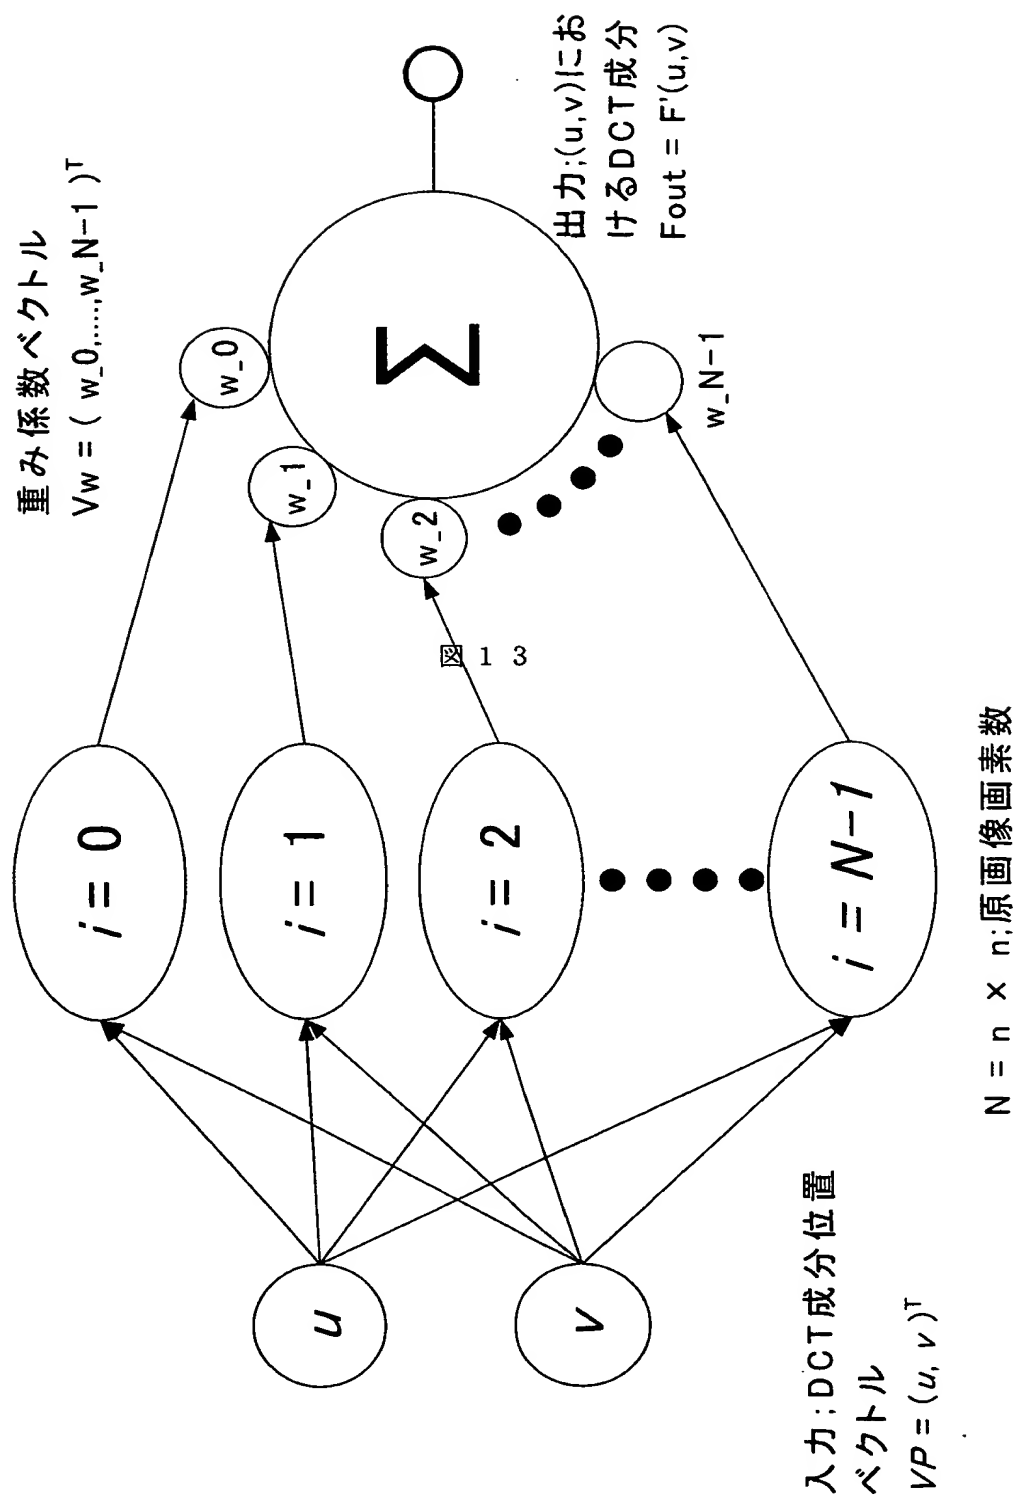 重み係数ベクトル
Vw = ( w_0,....,w_N-1 )T
w_0
w_1
w_2
w_N-1
Σ
出力;(u,v)にお
けるDCT成分
Fout = F'(u,v)
i = 0
i = 1
i = 2
i = N-1
図13
u
v
入力;DCT成分位置
ベクトル
VP = (u, v )T
N = n × n;原画像画素数